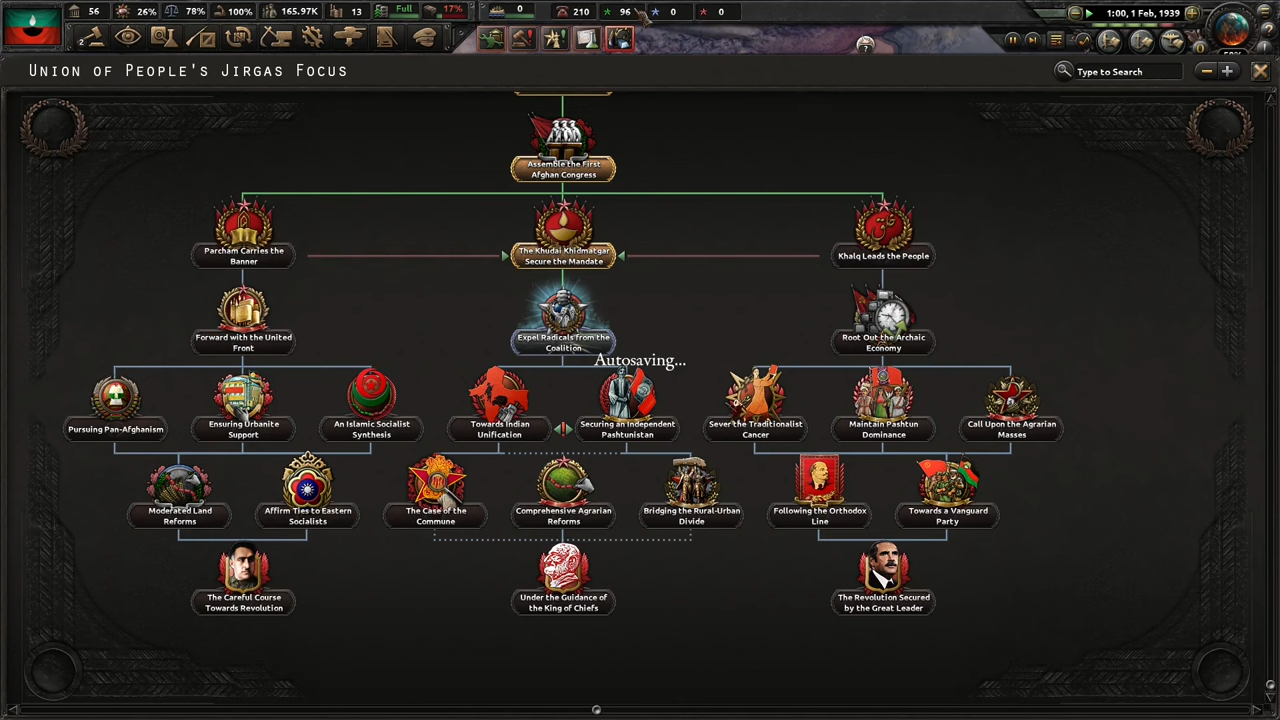 56 26% 78% 100% 165.97K 13 Full 17% 0 210 96 0 0 1:00, 1 Feb, 1939
2 ? 0
Union of People's Jirgas Focus
Type to Search
Assemble the First
Afghan Congress
Parcham Carries the
Banner
The Khudai Khidmatgar
Secure the Mandate
Khalq Leads the People
Forward with the United
Front
Expel Radicals from the
Coalition
Root Out the Archaic
Economy
Autosaving...
Pursuing Pan-Afghanism
Ensuring Urbanite
Support
An Islamic Socialist
Synthesis
Towards Indian
Unification
Securing an Independent
Pashtunistan
Sever the Traditionalist
Cancer
Maintain Pashtun
Dominance
Call Upon the Agrarian
Masses
Moderated Land
Reforms
Affirm Ties to Eastern
Socialists
The Case of the
Commune
Comprehensive Agrarian
Reforms
Bridging the Rural-Urban
Divide
Following the Orthodox
Line
Towards a Vanguard
Party
The Careful Course
Towards Revolution
Under the Guidance of
the King of Chiefs
The Revolution Secured
by the Great Leader